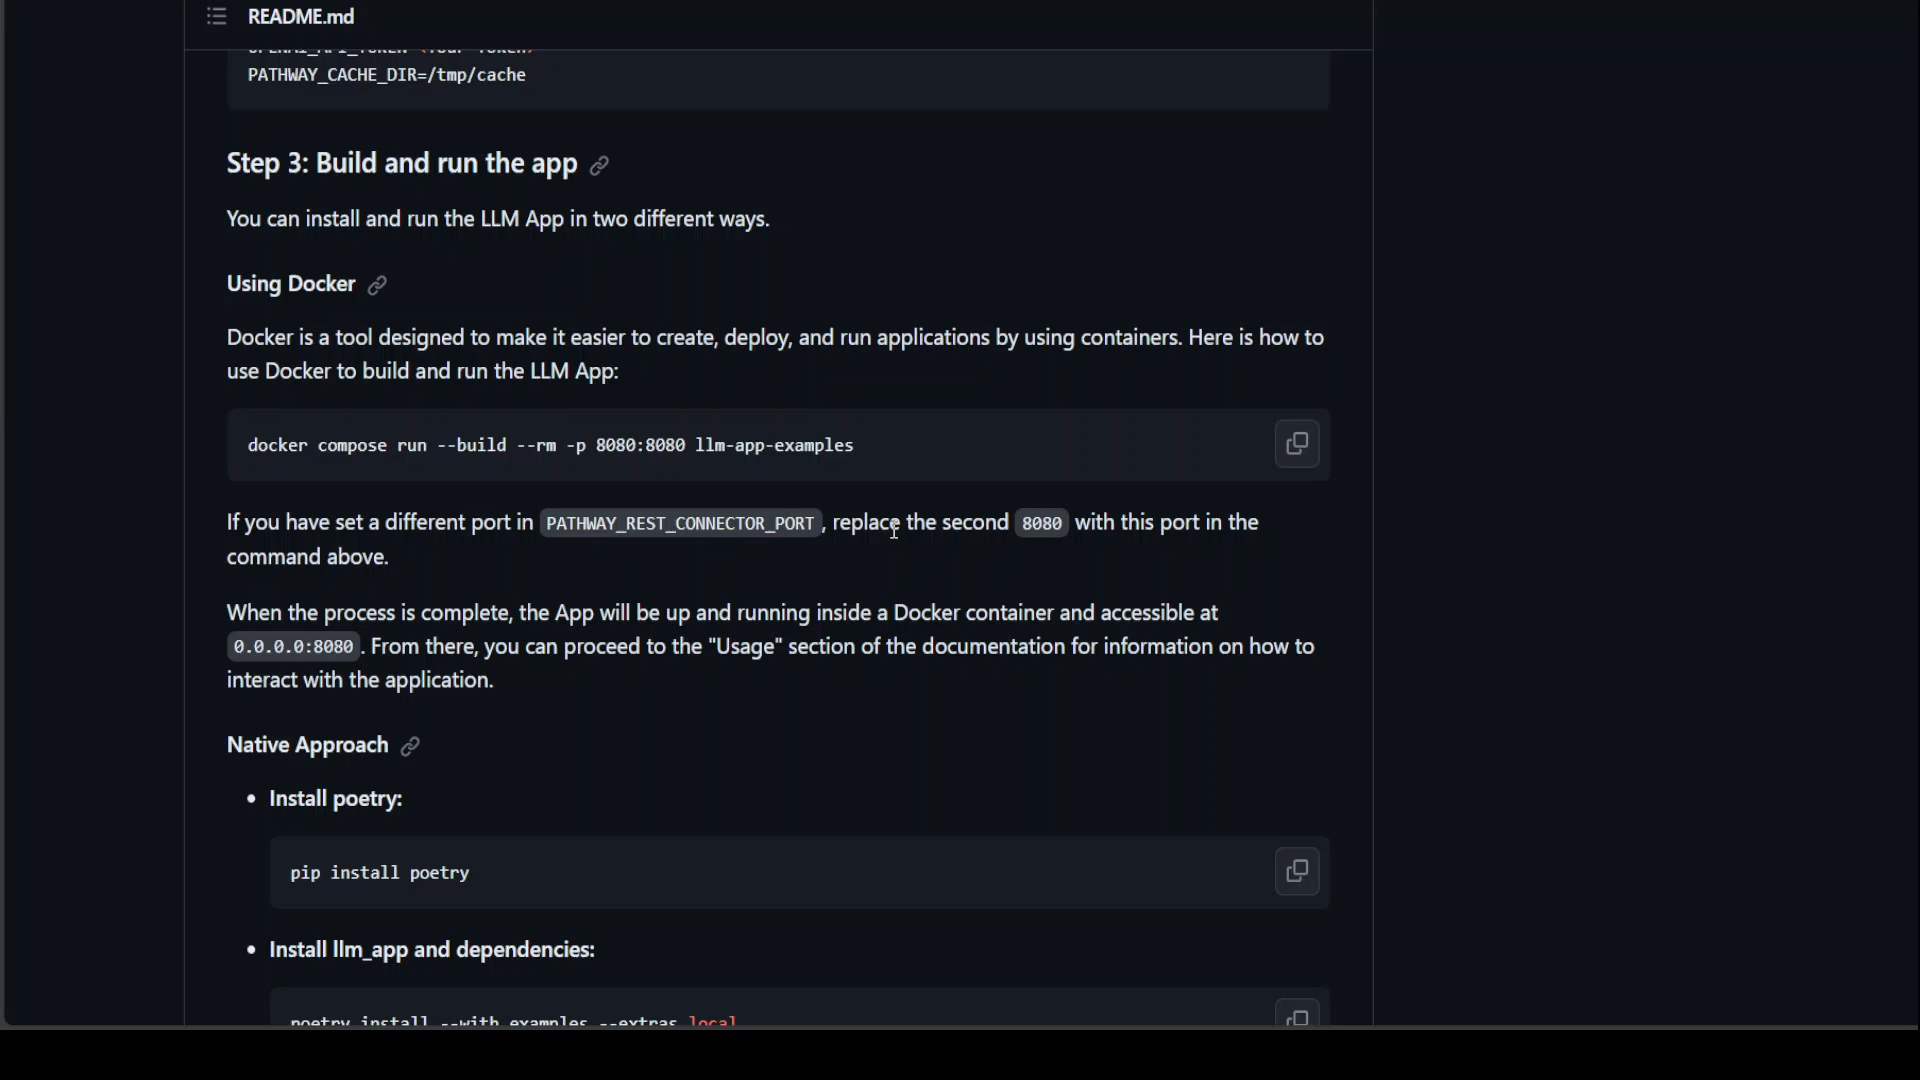 README.md
PATHWAY_CACHE_DIR=/tmp/cache
Step 3: Build and run the app
You can install and run the LLM App in two different ways.
Using Docker
Docker is a tool designed to make it easier to create, deploy, and run applications by using containers. Here is how to
use Docker to build and run the LLM App:
docker compose run --build --rm -p 8080:8080 llm-app-examples
If you have set a different port in PATHWAY_REST_CONNECTOR_PORT, replace the second 8080 with this port in the
command above.
When the process is complete, the App will be up and running inside a Docker container and accessible at
0.0.0.0:8080. From there, you can proceed to the "Usage" section of the documentation for information on how to
interact with the application.
Native Approach
• Install poetry:
pip install poetry
• Install llm_app and dependencies:
poetry install --with examples --extras local